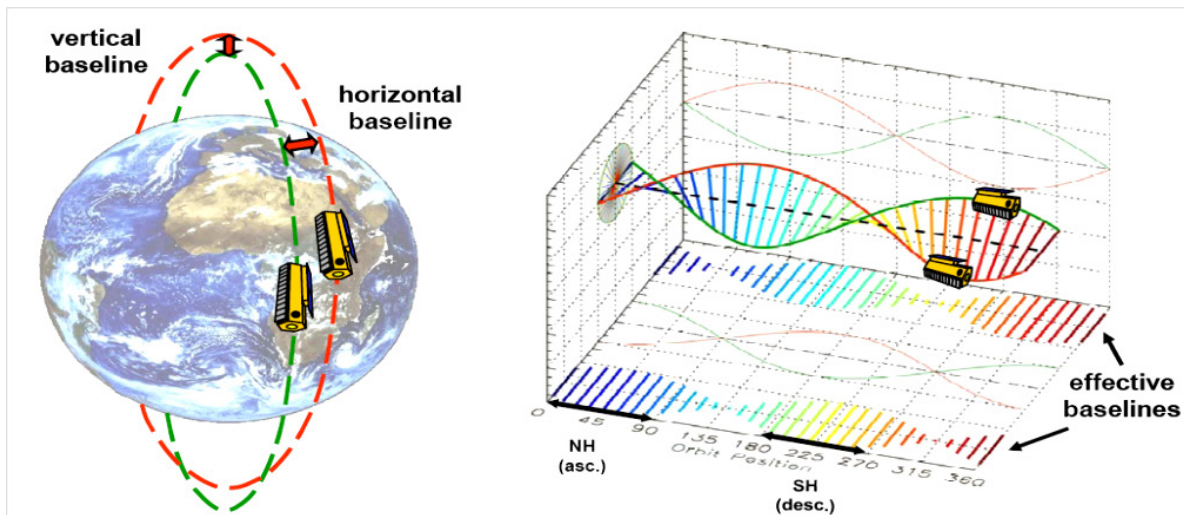 vertical
baseline
horizontal
baseline
effective
baselines
0
45
90
135
180
225
270
315
360
Orbit Position
NH
(asc.)
SH
(desc.)